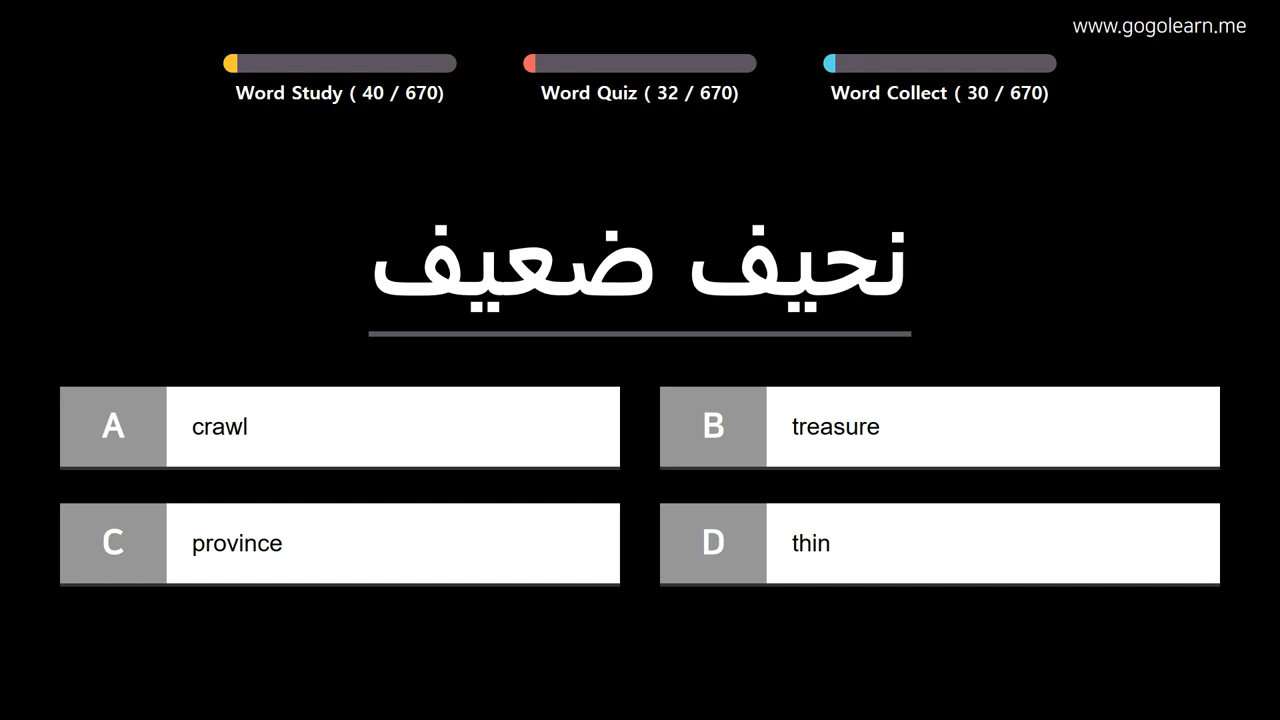 www.gogolearn.me
Word Study ( 40 / 670)
Word Quiz ( 32 / 670)
Word Collect ( 30 / 670)
نحيف ضعيف
A crawl
B treasure
C province
D thin